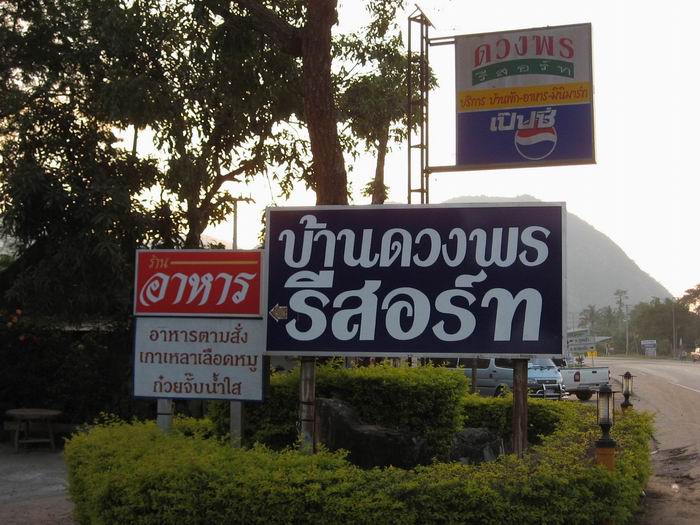 ดวงพร
รีสอร์ท
บริการ บ้านพัก-อาหาร-มินิมาร์ท
เป๊ปซี่
บ้านดวงพร
รีสอร์ท
ร้าน
อาหาร
อาหารตามสั่ง
เกาเหลาเลือดหมู
ก๋วยจั๊บน้ำใส